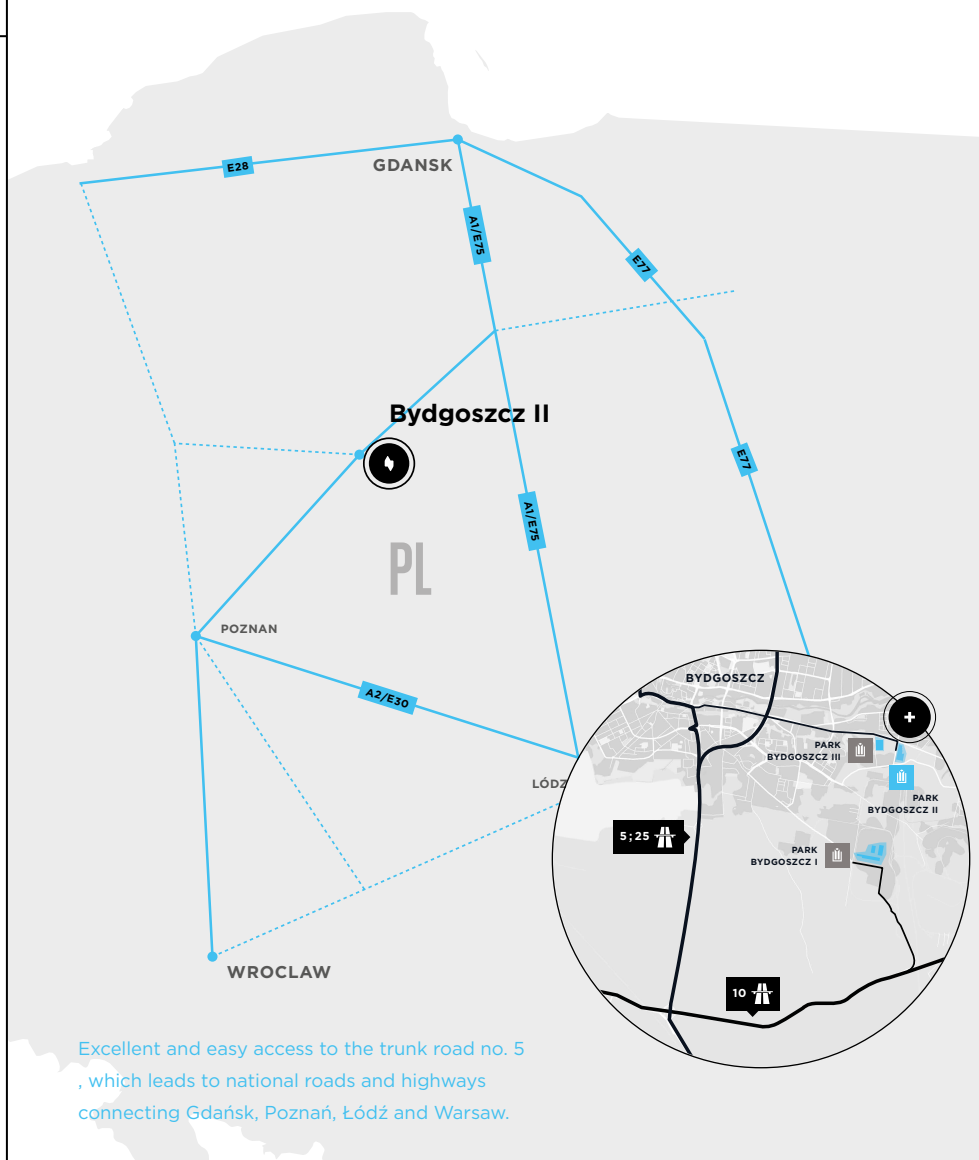 E28
GDANSK
A1/E75
E77
Bydgoszcz II
E77
A1/E75
PL
POZNAN
A2/E30
BYDGOSZCZ
PARK
BYDGOSZCZ III
LÓDZ
PARK
BYDGOSZCZ II
5;25
PARK
BYDGOSZCZ I
WROCLAW
10
Excellent and easy access to the trunk road no. 5
, which leads to national roads and highways
connecting Gdańsk, Poznań, Łódź and Warsaw.